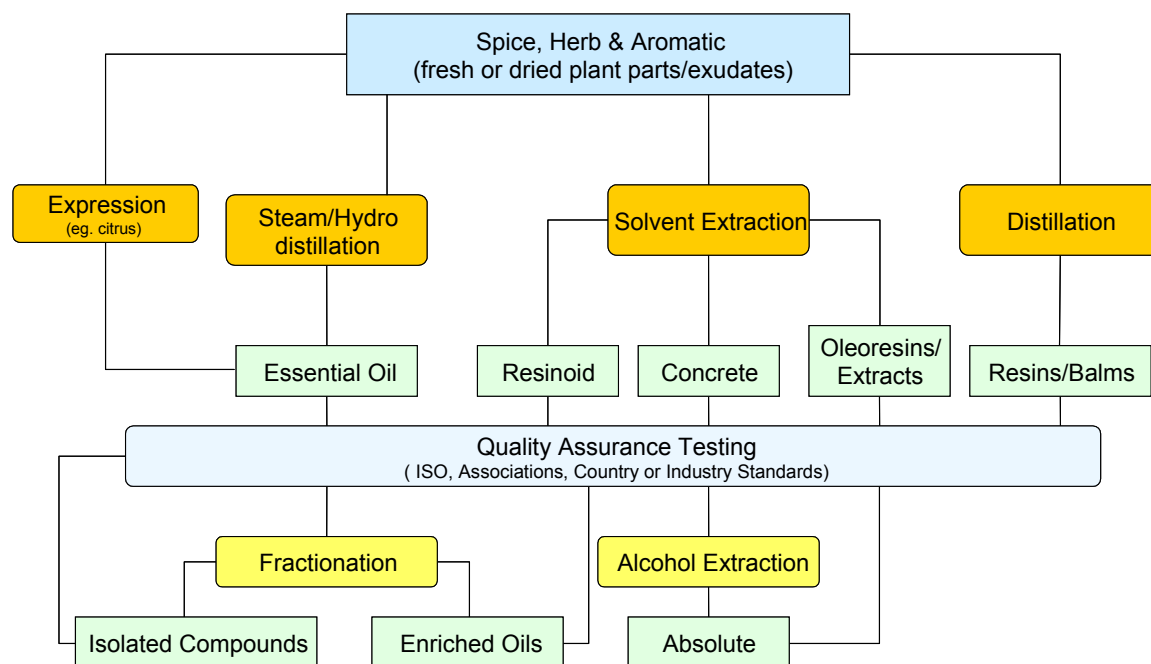 Spice, Herb & Aromatic
(fresh or dried plant parts/exudates)
Expression
(eg. citrus)
Steam/Hydro
distillation
Solvent Extraction
Distillation
Essential Oil
Resinoid
Concrete
Oleoresins/
Extracts
Resins/Balms
Quality Assurance Testing
( ISO, Associations, Country or Industry Standards)
Fractionation
Alcohol Extraction
Isolated Compounds
Enriched Oils
Absolute